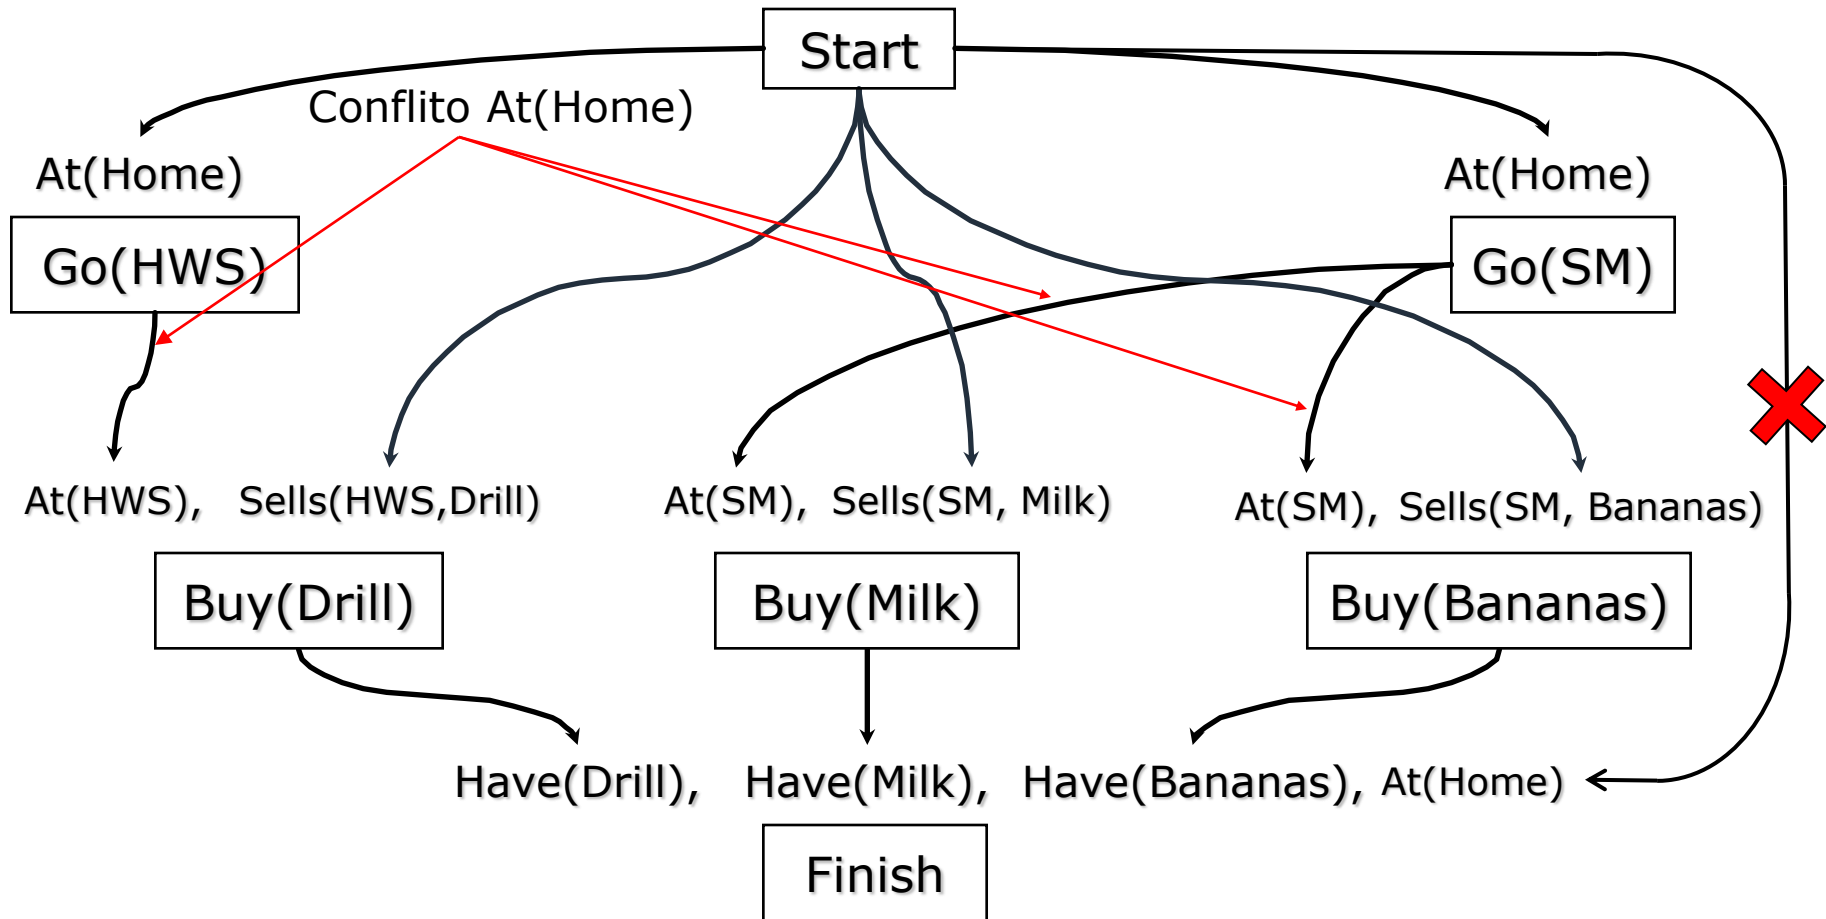 Start
Conflito At(Home)
At(Home)
At(Home)
Go(HWS)
Go(SM)
At(HWS), Sells(HWS,Drill)
At(SM), Sells(SM, Milk)
At(SM), Sells(SM, Bananas)
Buy(Drill)
Buy(Milk)
Buy(Bananas)
Have(Drill), Have(Milk), Have(Bananas), At(Home)
Finish